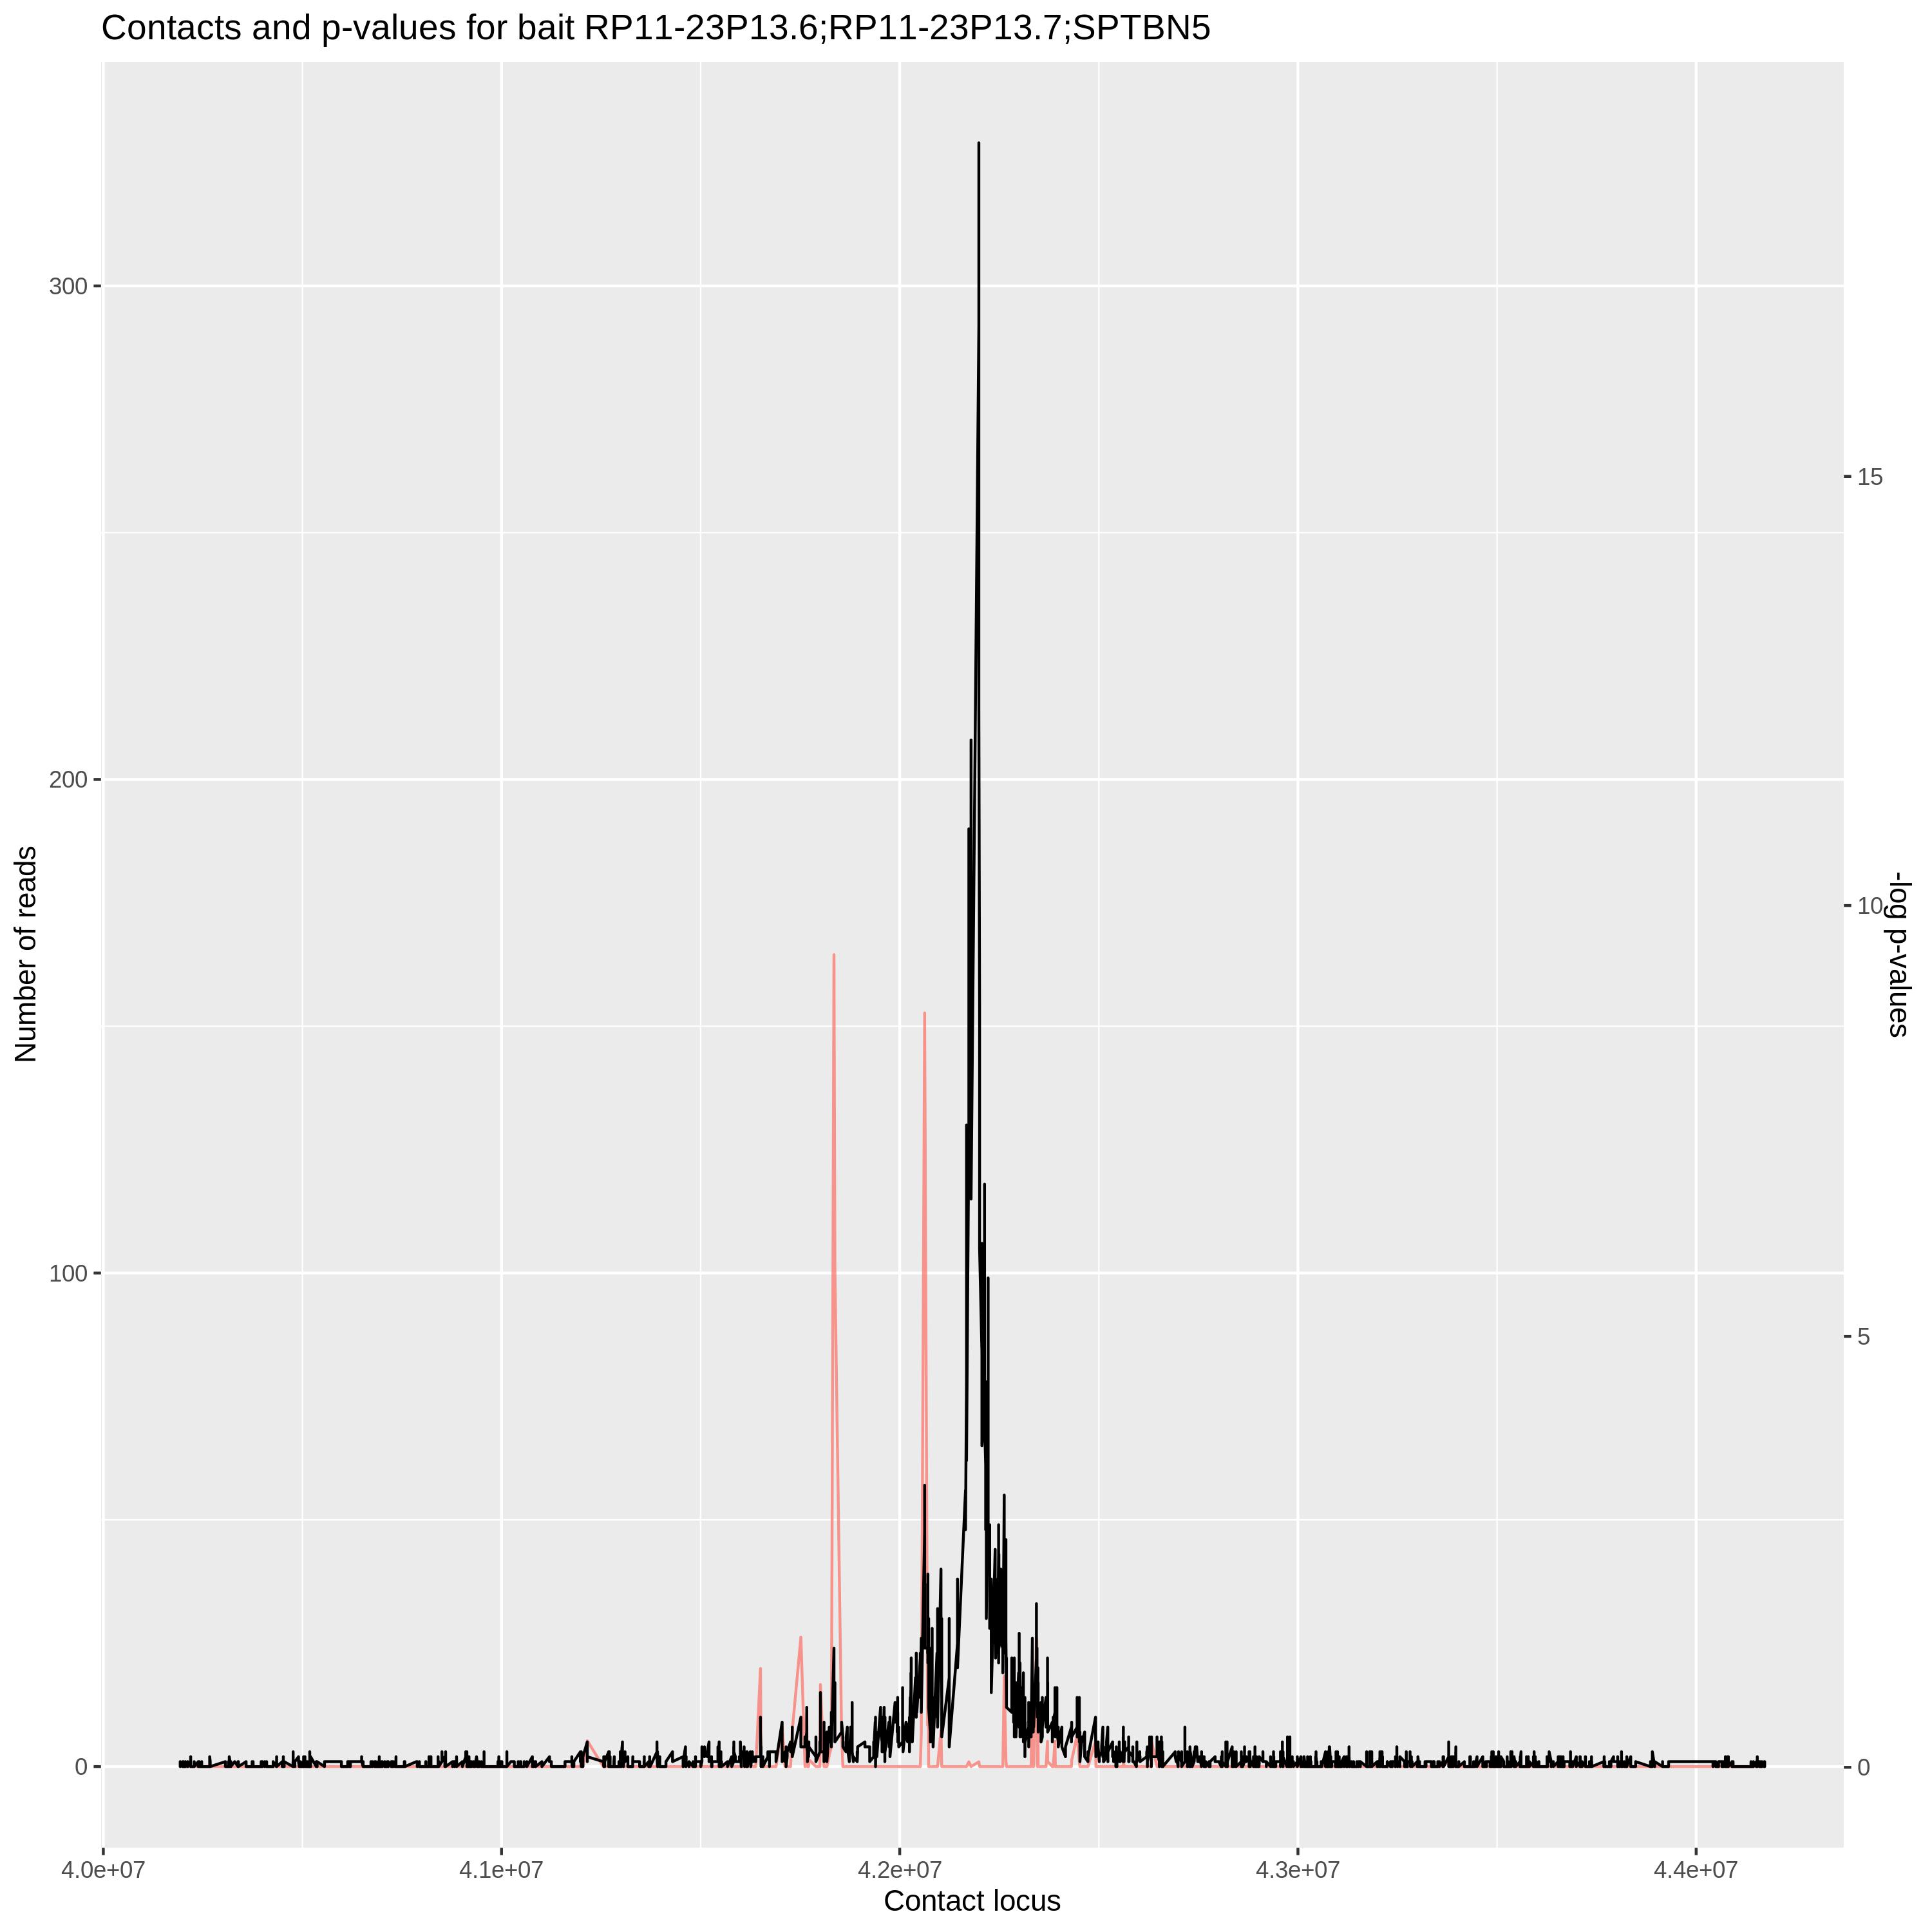 Contacts and p-values for bait RP11-23P13.6;RP11-23P13.7;SPTBN5
300
200
100
0
Number of reads
15
10
5
0
-log p-values
4.0e+07
4.1e+07
4.2e+07
4.3e+07
4.4e+07
Contact locus